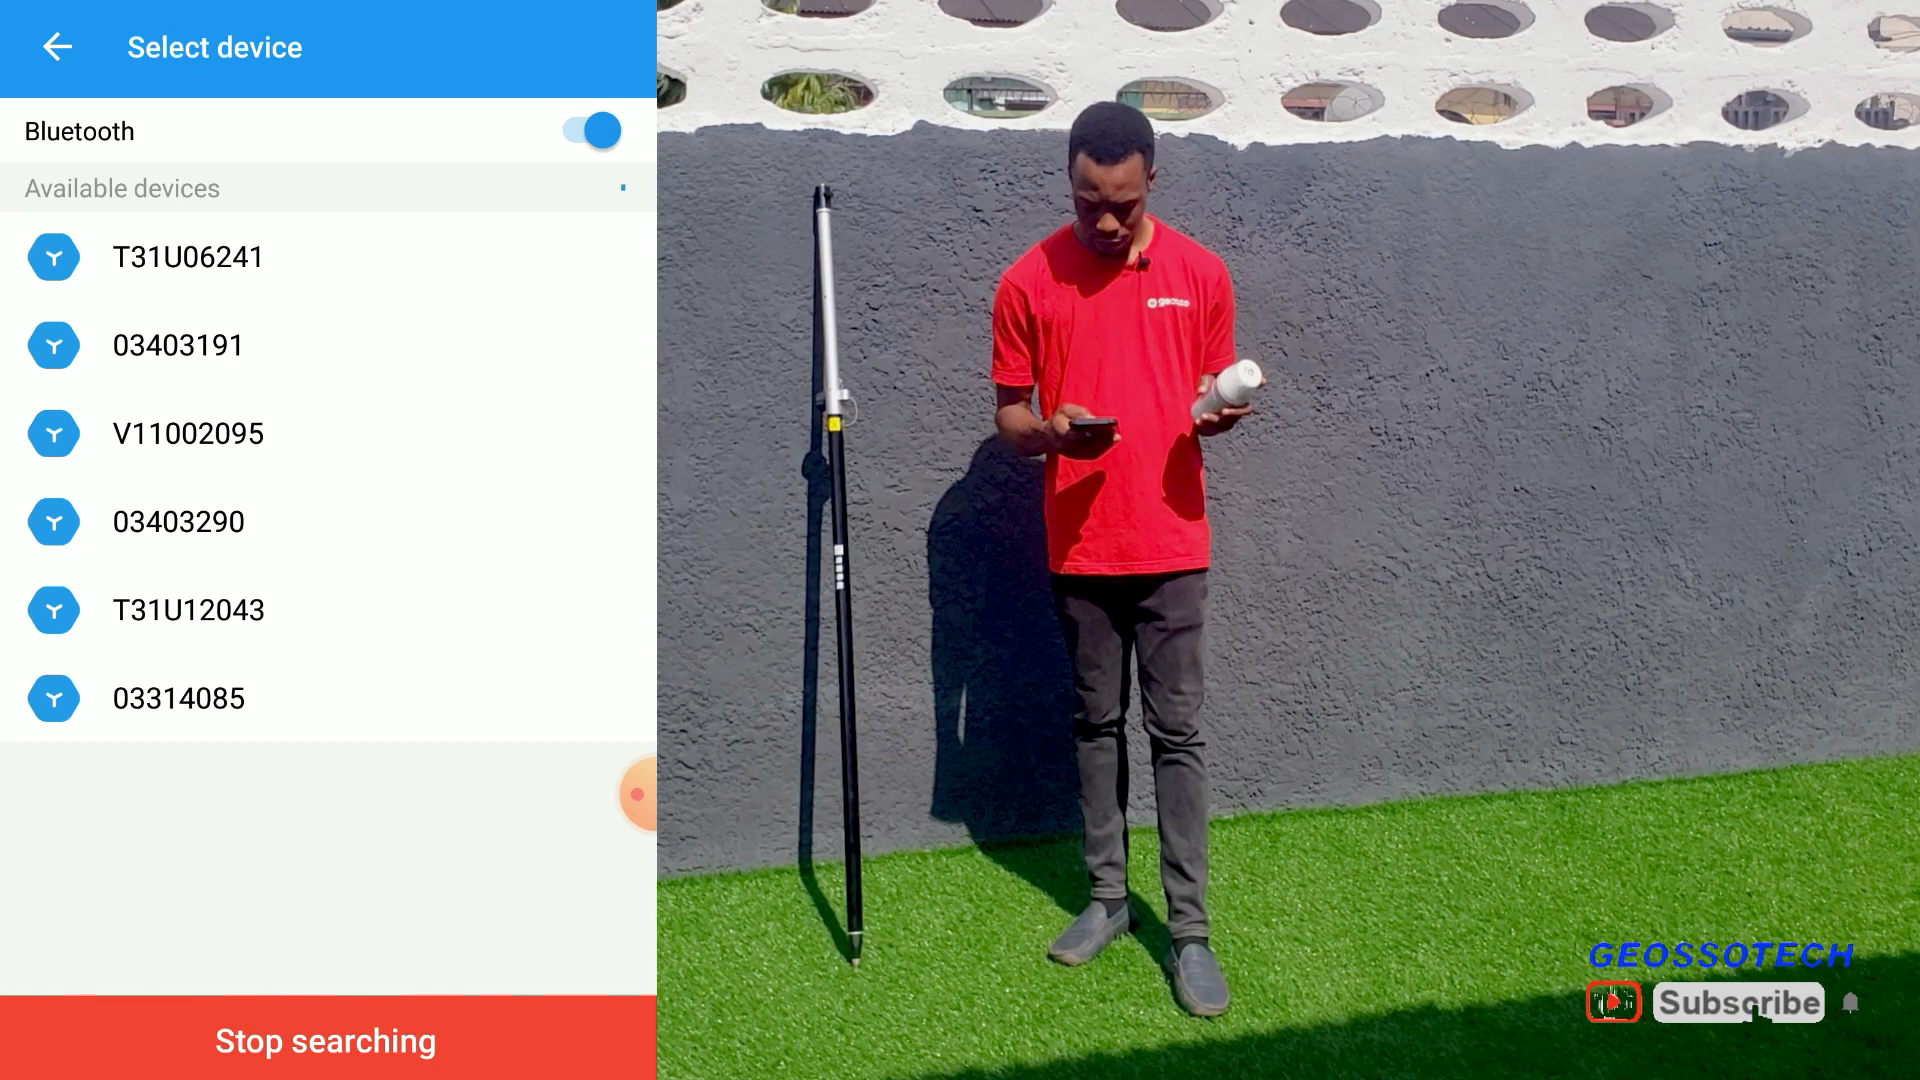 Select device
Bluetooth
Available devices
T31U06241
03403191
V11002095
03403290
T31U12043
03314085
Stop searching
GEOSSOTECH
Subscribe